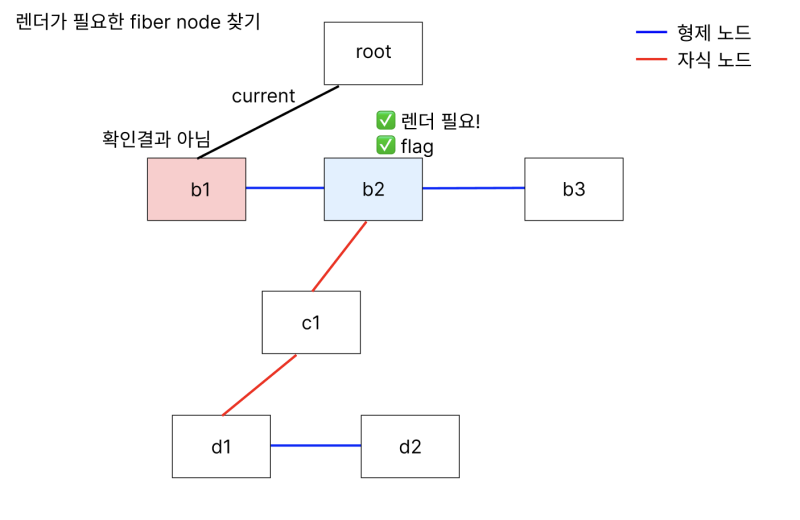 렌더가 필요한 fiber node 찾기
형제 노드
자식 노드
root
current
✅ 렌더 필요!
✅ flag
확인결과 아님
b1
b2
b3
c1
d1
d2